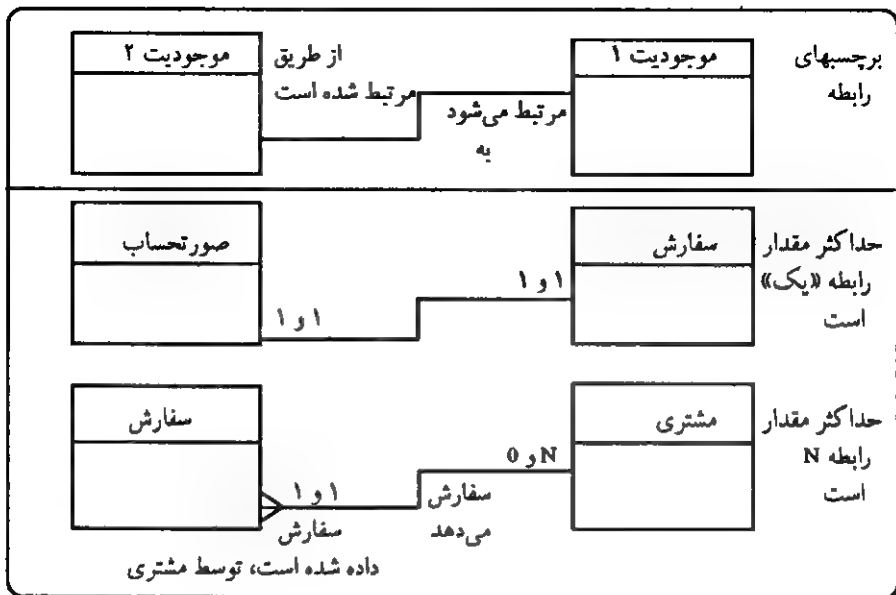 برچسبهای
رابطه
موجودیت ۱
مرتبط می‌شود
به
از طریق
مرتبط شده است
موجودیت ۲
حداکثر مقدار
رابطه «یک»
است
سفارش
۱ و ۱
۱ و ۱
صورتحساب
حداکثر مقدار
رابطه N
است
مشتری
N و 0
سفارش
می‌دهد
۱ و ۱
سفارش
داده شده است، توسط مشتری
سفارش